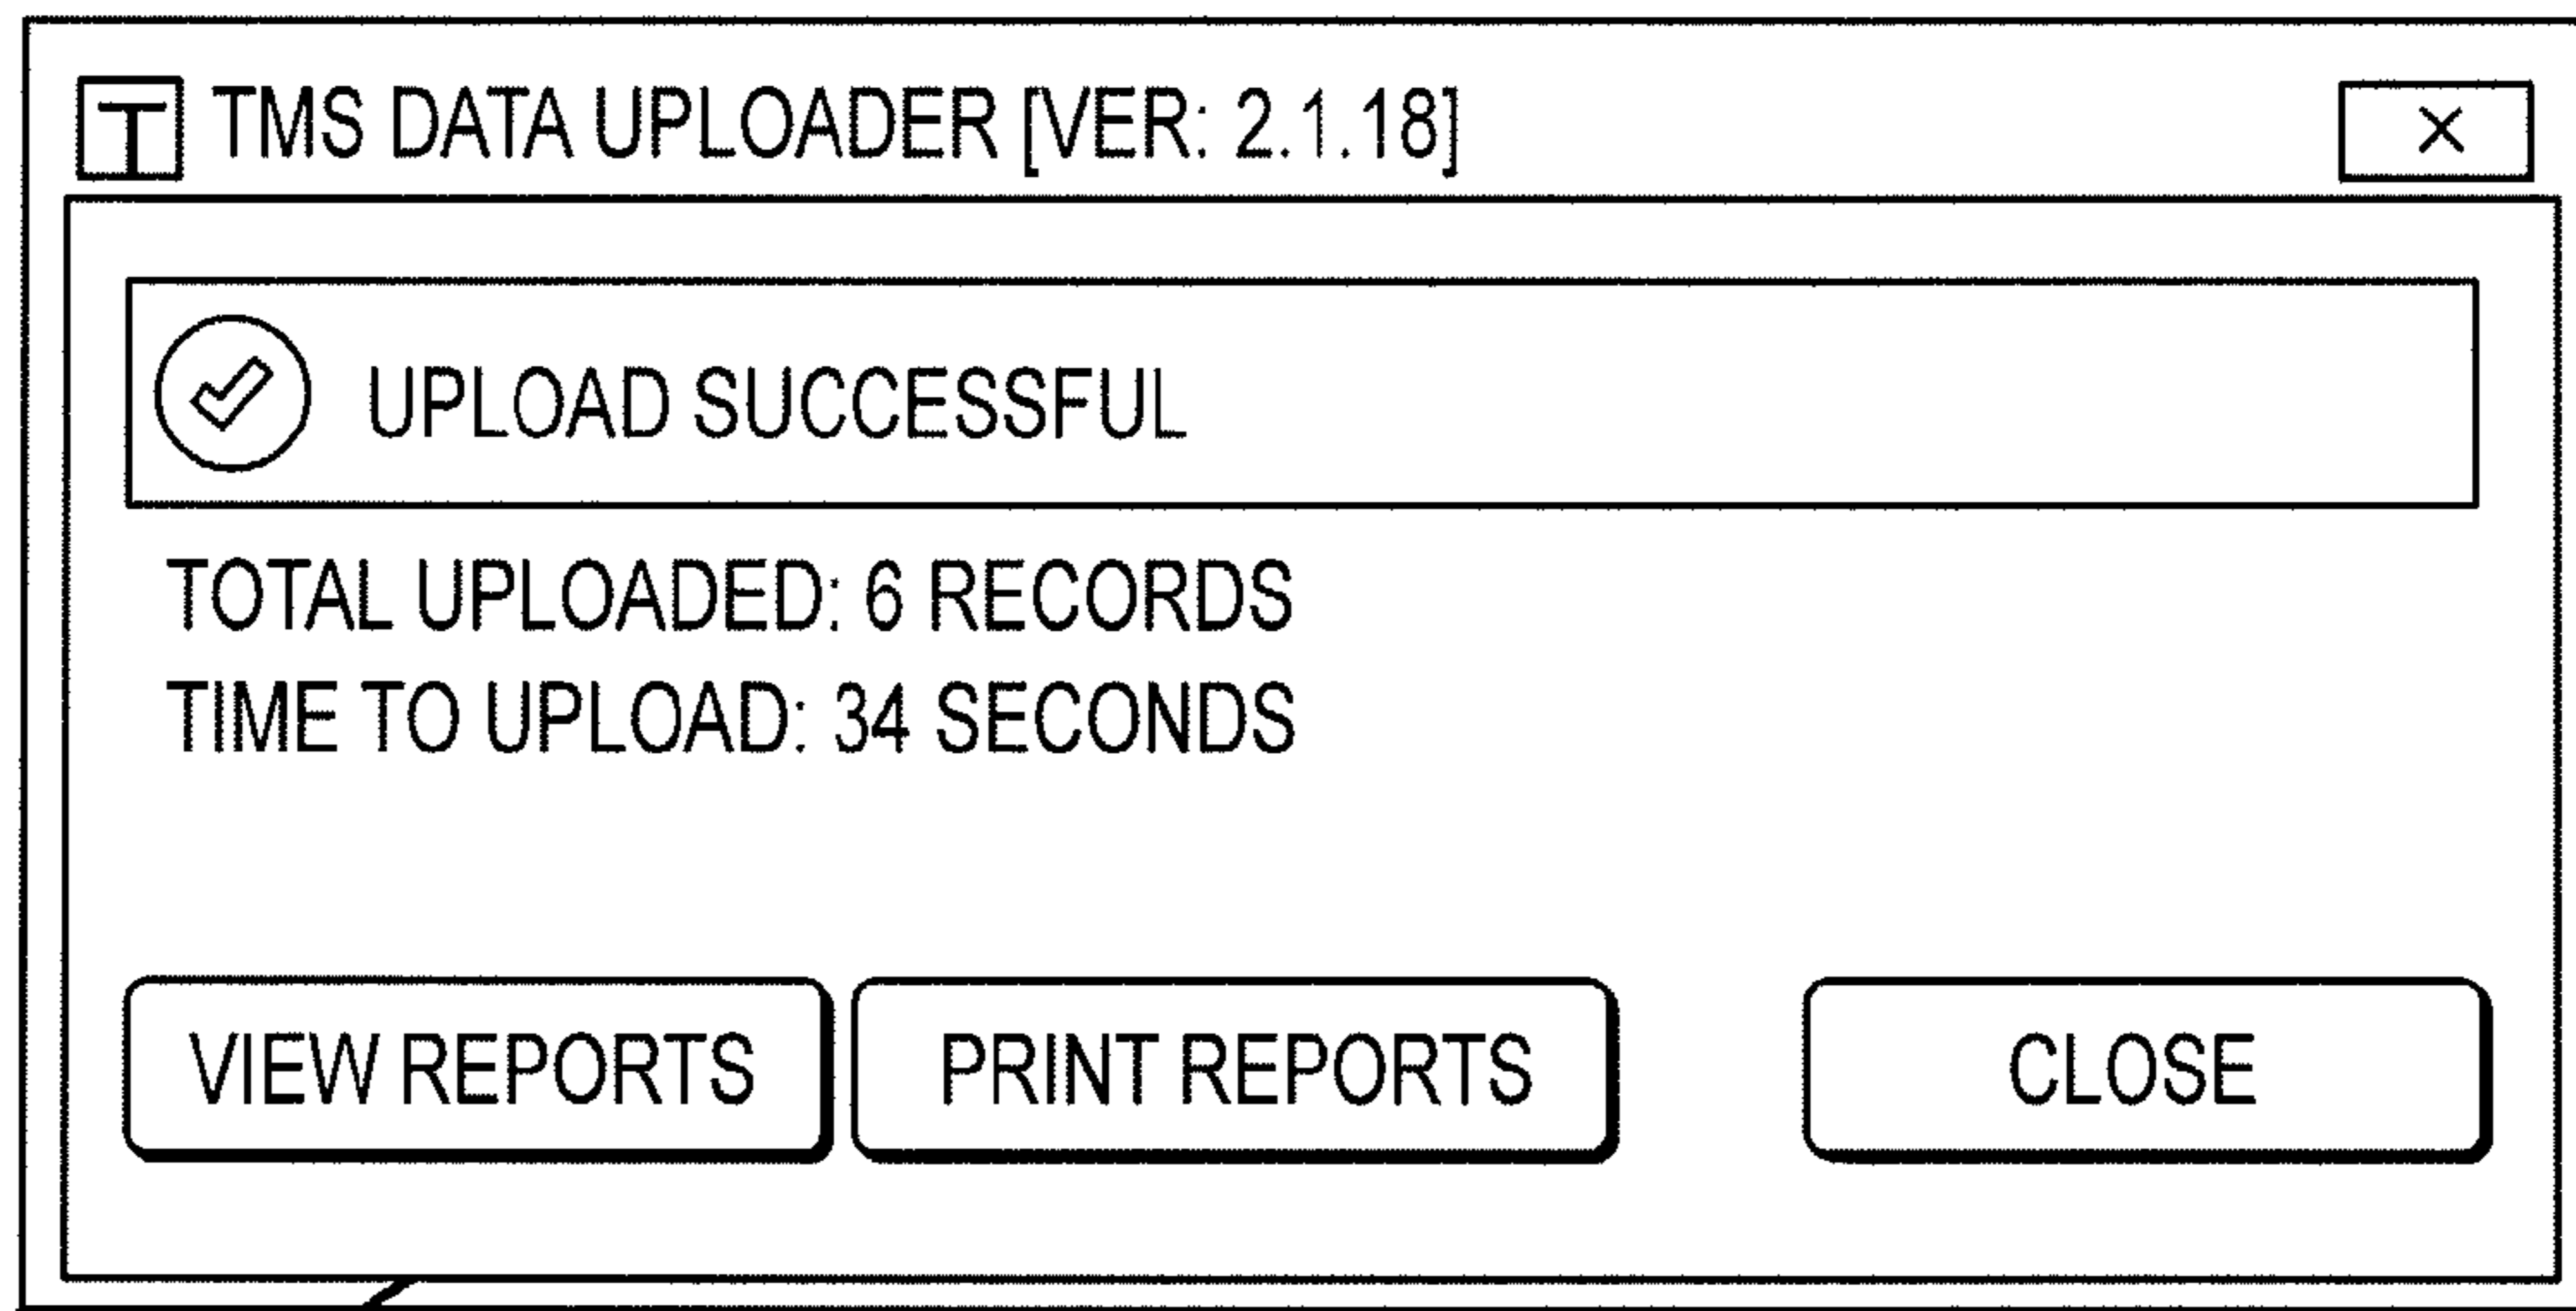 T TMS DATA UPLOADER [VER: 2.1.18] ×
UPLOAD SUCCESSFUL
TOTAL UPLOADED: 6 RECORDS
TIME TO UPLOAD: 34 SECONDS
VIEW REPORTS PRINT REPORTS CLOSE